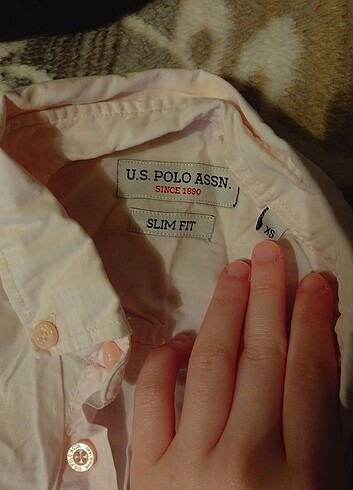 U.S. POLO ASSN.
SINCE 1890
SLIM FIT